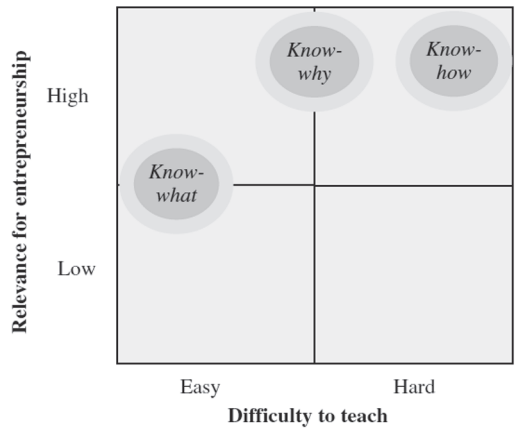 Know-
why
Know-
how
Know-
what
High
Low
Relevance for entrepreneurship
Easy
Hard
Difficulty to teach